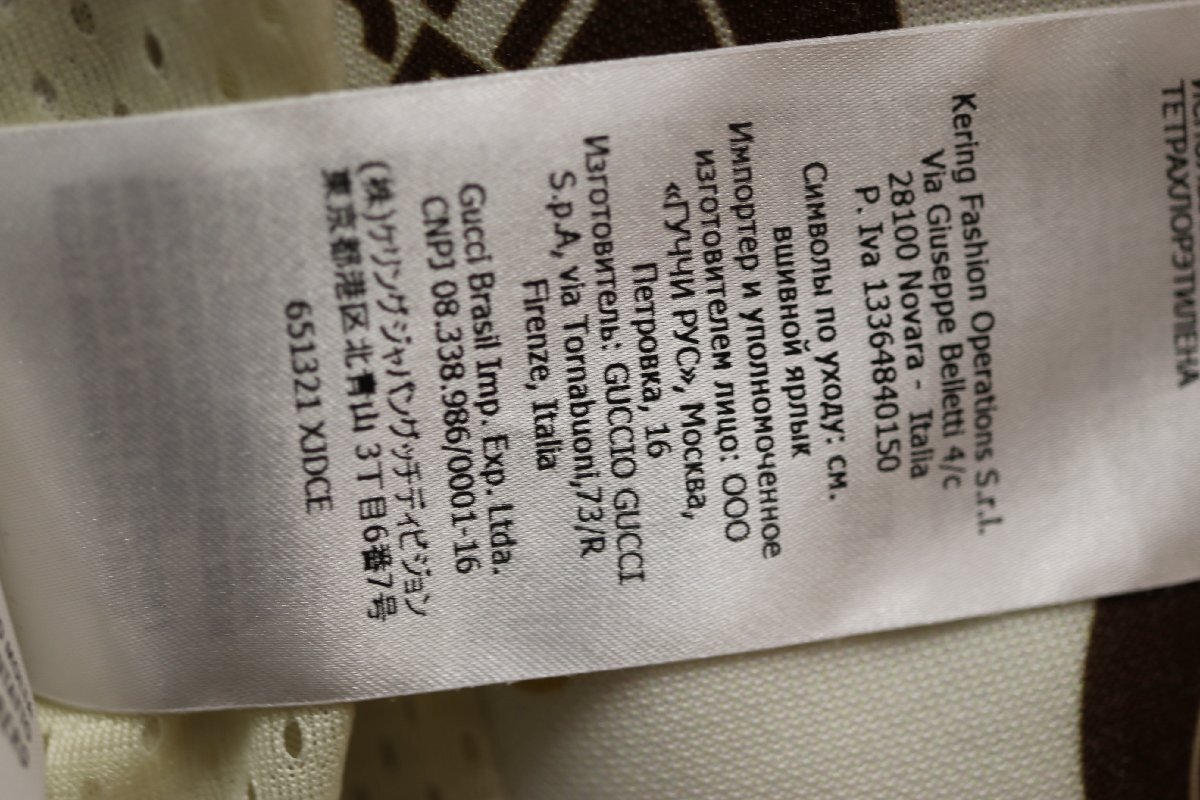 ТЕТРАХЛОРЭТИЛЕНА
Kering Fashion Operations S.r.l.
Via Giuseppe Belletti 4/c
28100 Novara - Italia
P. Iva 13364840150
Символы по уходу: см.
вшивной ярлык
Импортер и уполномоченное
изготовителем лицо: ООО
«ГУЧЧИ РУС», Москва,
Петровка, 16
Изготовитель: GUCCIO GUCCI
S.p.A, via Tornabuoni,73/R
Firenze, Italia
Gucci Brasil Imp. Exp. Ltda.
CNPJ 08.338.986/0001-16
(株)ケリングジャパングッチディビジョン
東京都港区北青山 3丁目6番7号
651321 XJDCE